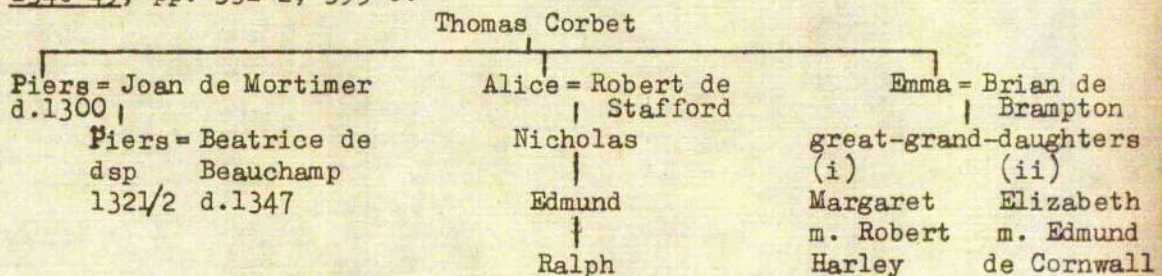 Thomas Corbet
Piers = Joan de Mortimer Alice = Robert de Emma = Brian de
d.1300 Stafford Brampton
Piers = Beatrice de Nicholas great-grand-daughters
dsp Beauchamp (i) (ii)
1321/2 d.1347 Edmund Margaret Elizabeth
m. Robert m. Edmund
Ralph Harley de Cornwall